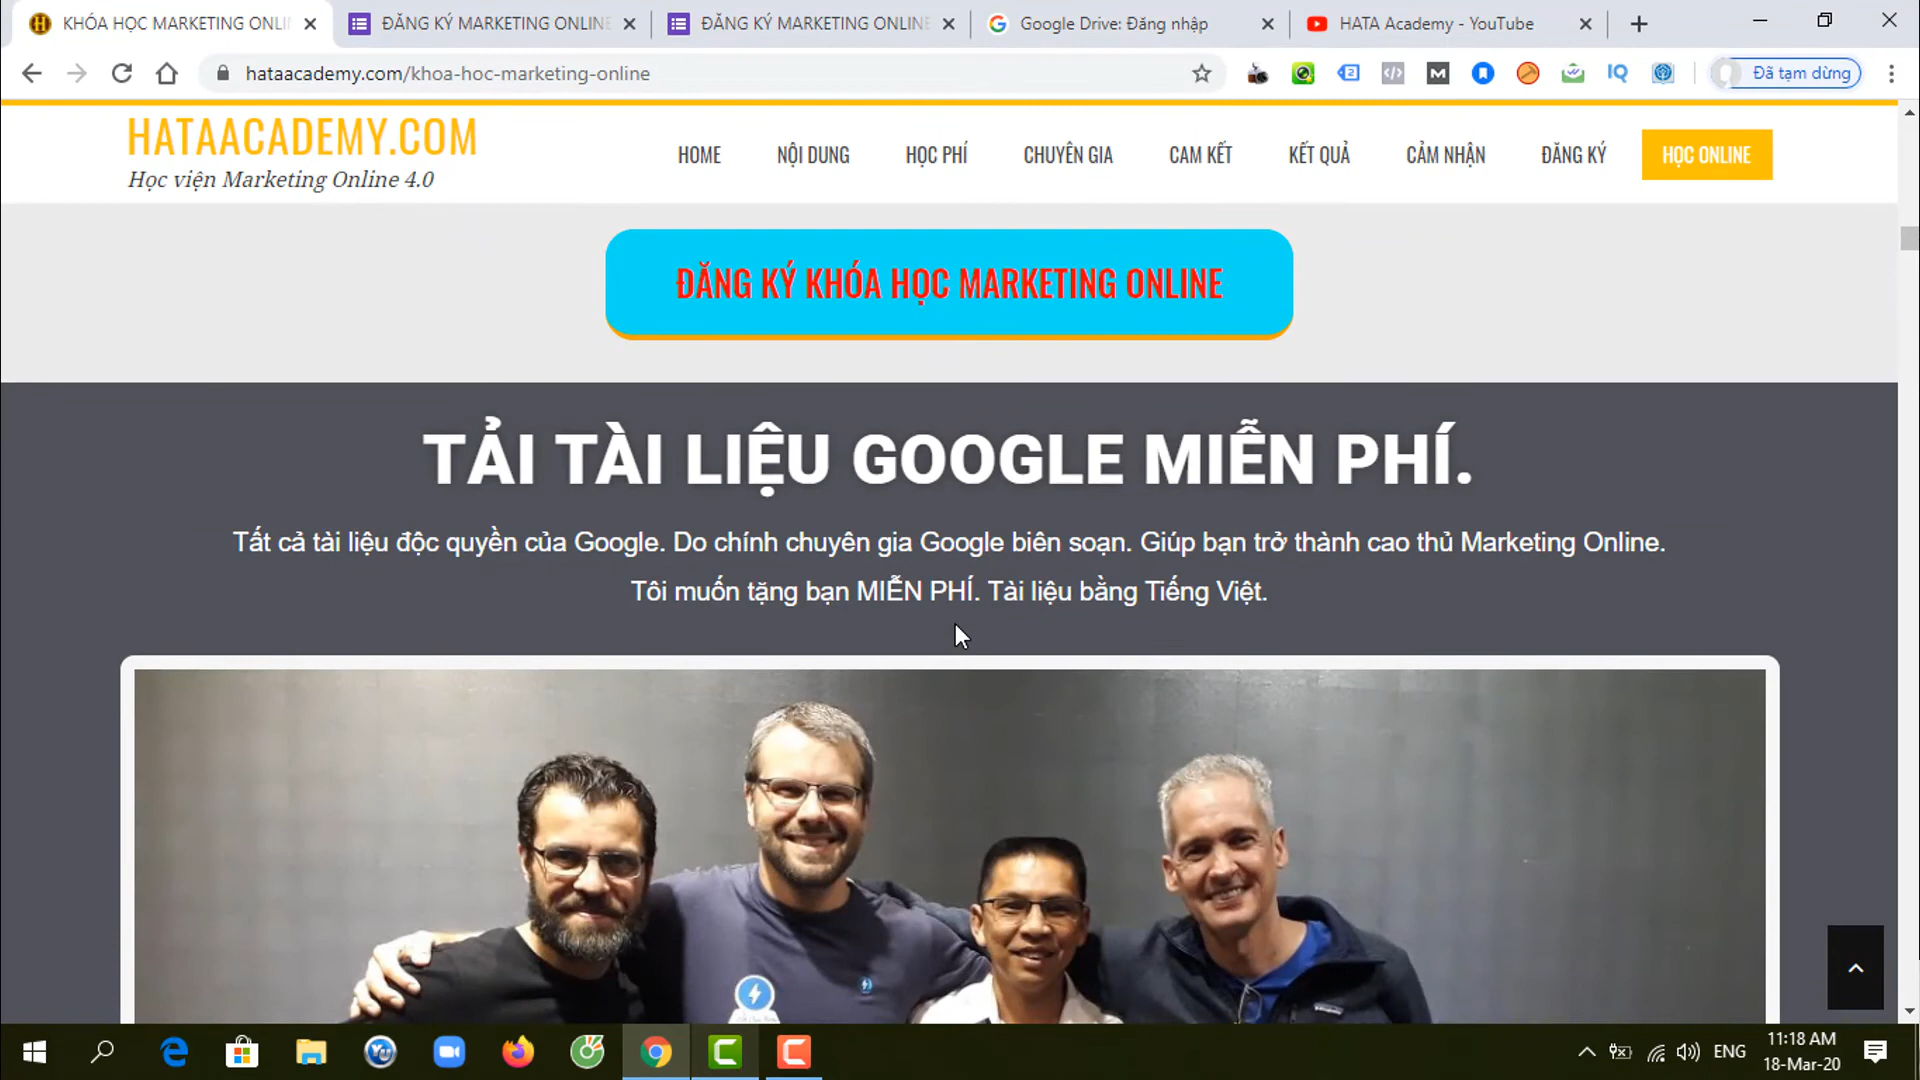 KHÓA HỌC MARKETING ONLI
ĐĂNG KÝ MARKETING ONLINE
ĐĂNG KÝ MARKETING ONLINE
Google Drive: Đăng nhập
HATA Academy - YouTube
hataacademy.com/khoa-hoc-marketing-online
Đã tạm dừng
HATAACADEMY.COM
Học viện Marketing Online 4.0
HOME
NỘI DUNG
HỌC PHÍ
CHUYÊN GIA
CAM KẾT
KẾT QUẢ
CẢM NHẬN
ĐĂNG KÝ
HỌC ONLINE
ĐĂNG KÝ KHÓA HỌC MARKETING ONLINE
TẢI TÀI LIỆU GOOGLE MIỄN PHÍ.
Tất cả tài liệu độc quyền của Google. Do chính chuyên gia Google biên soạn. Giúp bạn trở thành cao thủ Marketing Online.
Tôi muốn tặng bạn MIỄN PHÍ. Tài liệu bằng Tiếng Việt.
ENG
11:18 AM
18-Mar-20